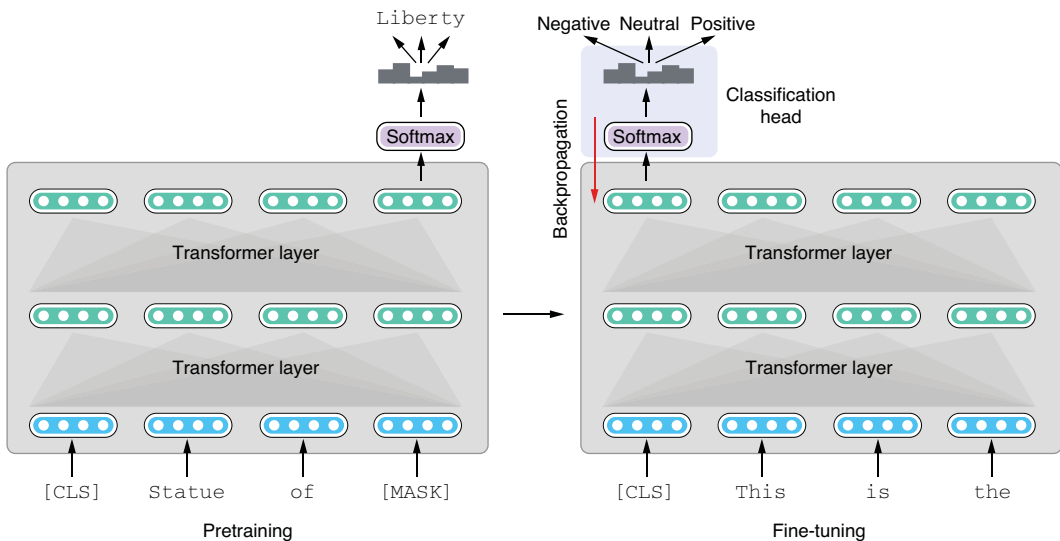 Liberty
Softmax
Transformer layer
Transformer layer
[CLS] Statue of [MASK]
Pretraining
Negative Neutral Positive
Classification
head
Softmax
Backpropagation
Transformer layer
Transformer layer
[CLS] This is the
Fine-tuning